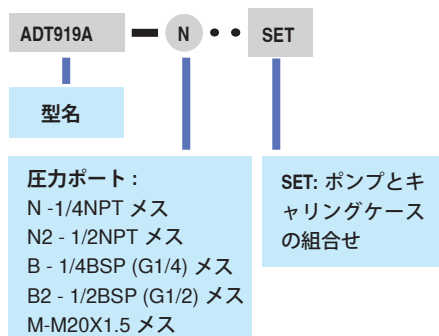 ADT919A — N • • SET
型名
圧力ポート :
N -1/4NPT メス
N2 - 1/2NPT メス
B - 1/4BSP (G1/4) メス
B2 - 1/2BSP (G1/2) メス
M-M20X1.5 メス
SET: ポンプとキ
ャリングケース
の組合せ